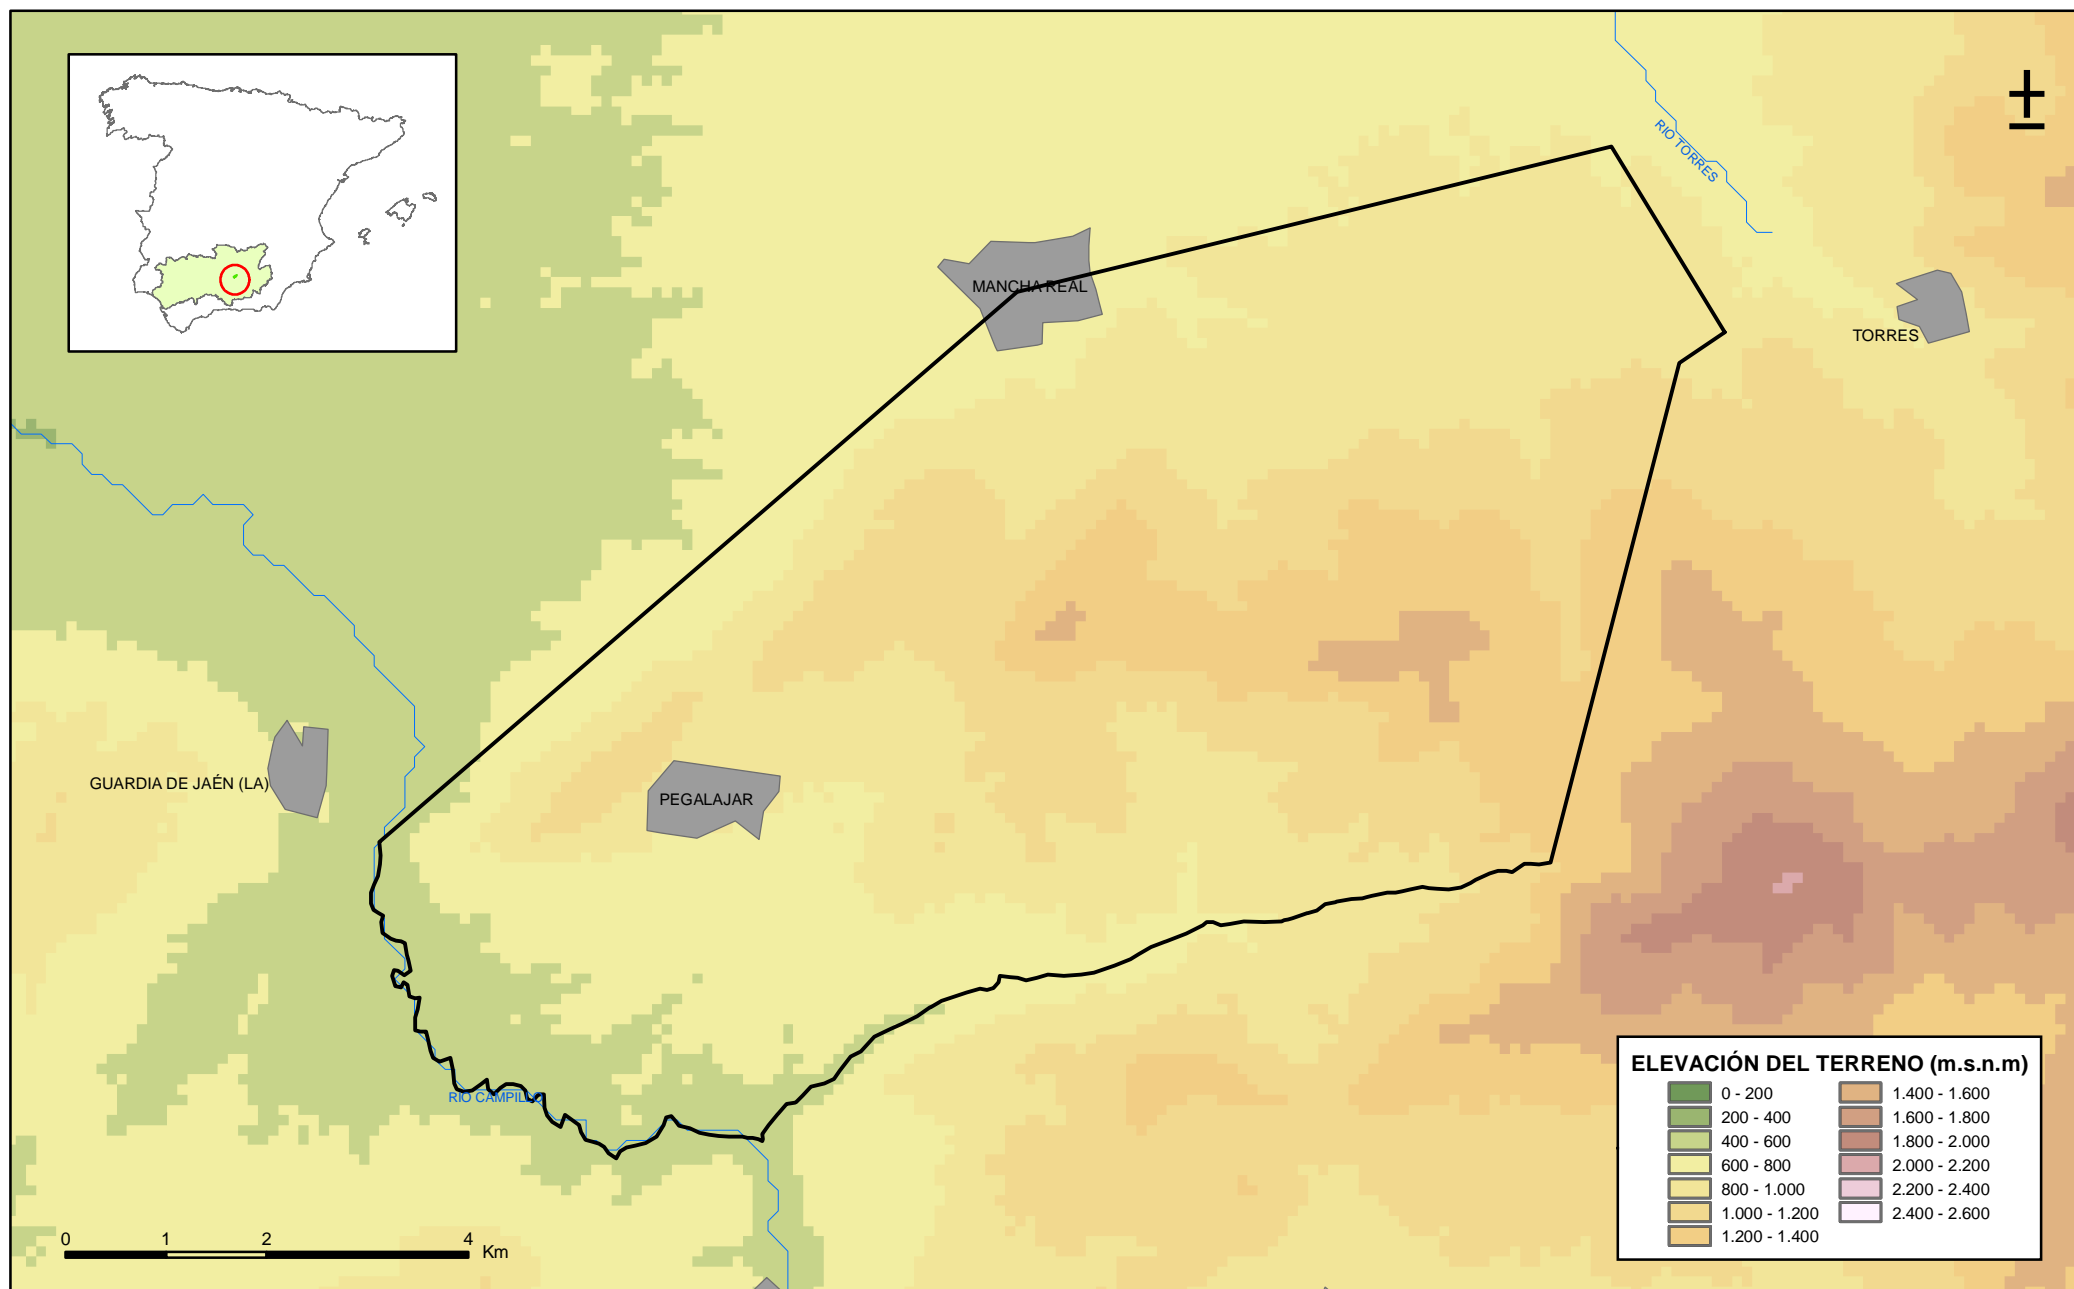 RIO TORRES
MANCHA REAL
TORRES
GUARDIA DE JAÉN (LA)
PEGALAJAR
RIO CAMPILLO
ELEVACIÓN DEL TERRENO (m.s.n.m)
0 - 200
200 - 400
400 - 600
600 - 800
800 - 1.000
1.000 - 1.200
1.200 - 1.400
1.400 - 1.600
1.600 - 1.800
1.800 - 2.000
2.000 - 2.200
2.200 - 2.400
2.400 - 2.600
0 1 2 4 Km